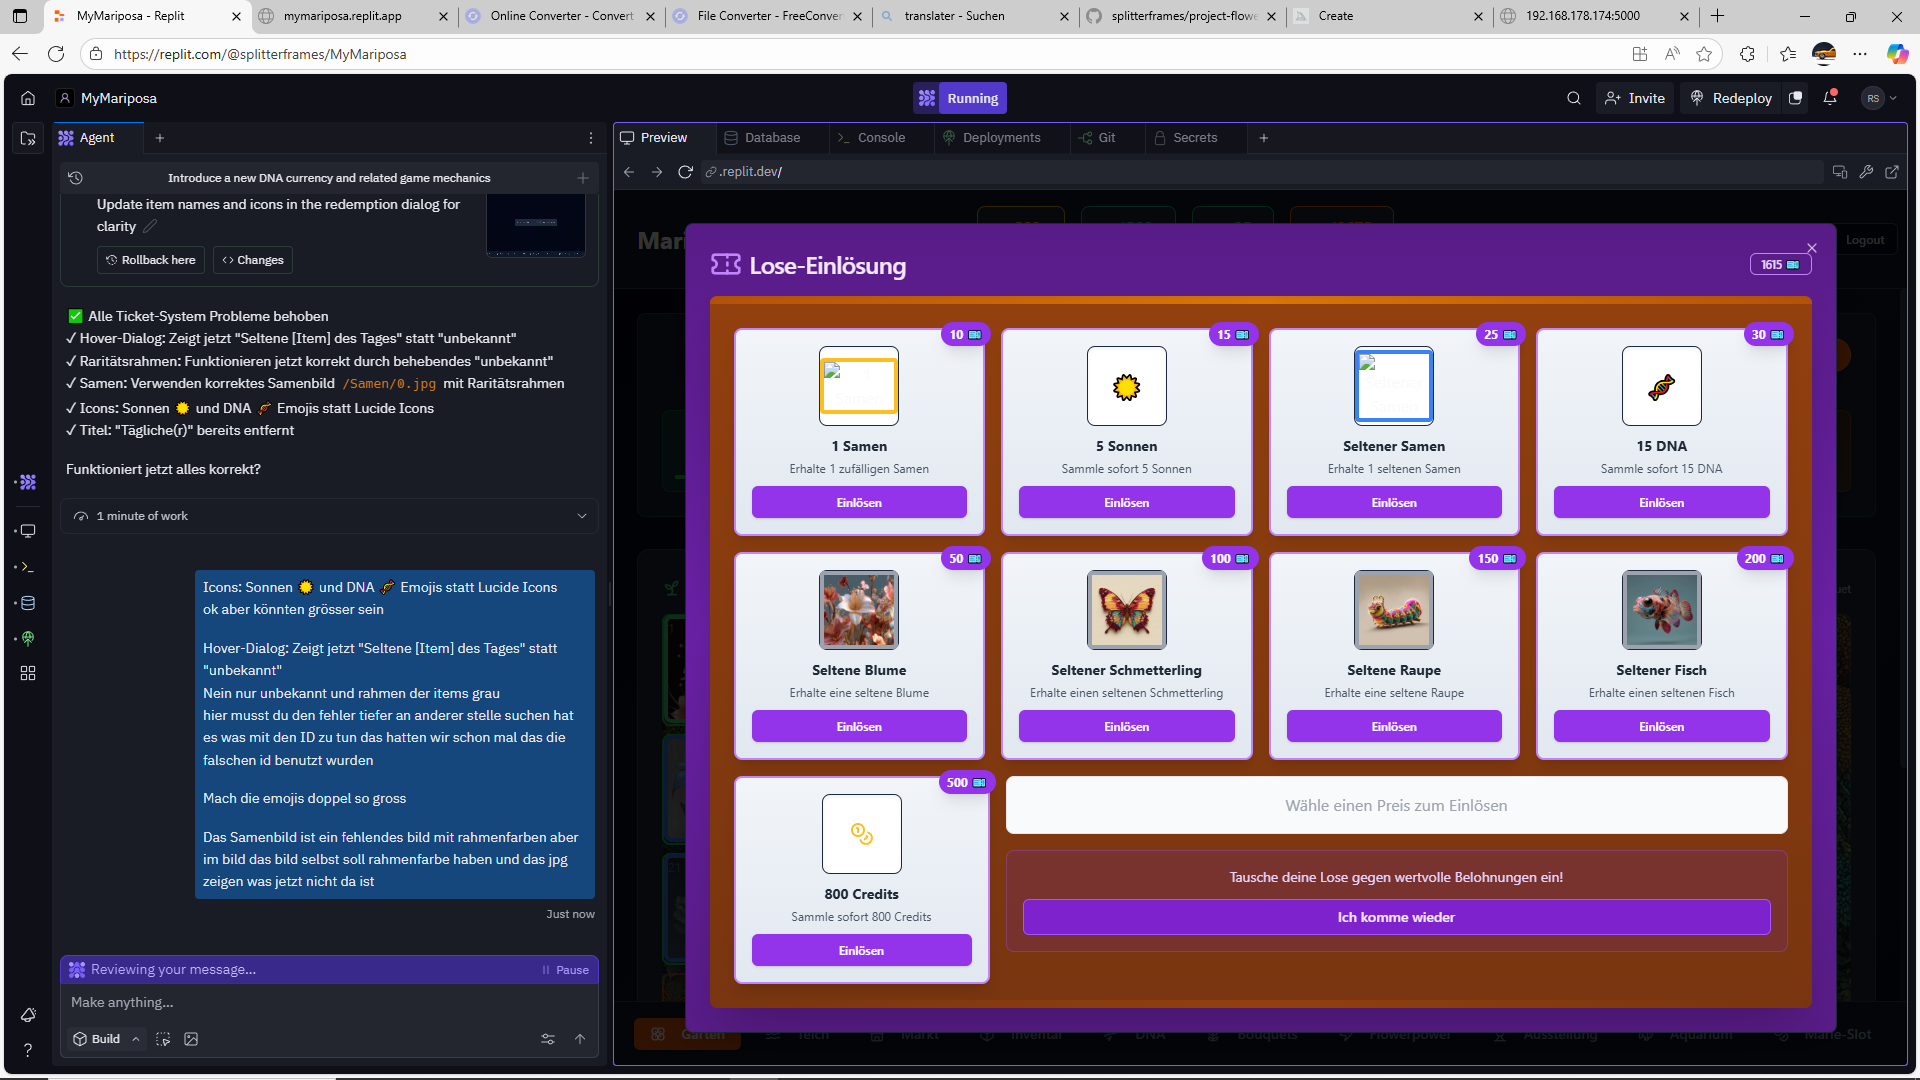 MyMariposa - Replit
mymariposa.replit.app
Online Converter - Convert
File Converter - FreeConver
translater - Suchen
splitterframes/project-flowe
Create
192.168.178.174:5000
https://replit.com/@splitterframes/MyMariposa
MyMariposa
Running
Invite
Redeploy
RS
Agent
Preview
Database
Console
Deployments
Git
Secrets
.replit.dev/
Introduce a new DNA currency and related game mechanics
Update item names and icons in the redemption dialog for
clarity
Rollback here
Changes
✅ Alle Ticket-System Probleme behoben
✓ Hover-Dialog: Zeigt jetzt "Seltene [Item] des Tages" statt "unbekannt"
✓ Raritätsrahmen: Funktionieren jetzt korrekt durch behebendes "unbekannt"
✓ Samen: Verwenden korrektes Samenbild /Samen/0.jpg mit Raritätsrahmen
✓ Icons: Sonnen ☀️ und DNA 🧬 Emojis statt Lucide Icons
✓ Titel: "Tägliche(r)" bereits entfernt
Funktioniert jetzt alles korrekt?
1 minute of work
Icons: Sonnen ☀️ und DNA 🧬 Emojis statt Lucide Icons
ok aber könnten grösser sein
Hover-Dialog: Zeigt jetzt "Seltene [Item] des Tages" statt
"unbekannt"
Nein nur unbekannt und rahmen der items grau
hier musst du den fehler tiefer an anderer stelle suchen hat
es was mit den ID zu tun das hatten wir schon mal das die
falschen id benutzt wurden
Mach die emojis doppel so gross
Das Samenbild ist ein fehlendes bild mit rahmenfarben aber
im bild das bild selbst soll rahmenfarbe haben und das jpg
zeigen was jetzt nicht da ist
Just now
Reviewing your message...
Pause
Make anything...
Build
Mari
Logout
Lose-Einlösung
1615
10
1 Samen
Erhalte 1 zufälligen Samen
Einlösen
15
5 Sonnen
Sammle sofort 5 Sonnen
Einlösen
25
Seltener Samen
Seltener Samen
Erhalte 1 seltenen Samen
Einlösen
30
15 DNA
Sammle sofort 15 DNA
Einlösen
50
Seltene Blume
Erhalte eine seltene Blume
Einlösen
100
Seltener Schmetterling
Erhalte einen seltenen Schmetterling
Einlösen
150
Seltene Raupe
Erhalte eine seltene Raupe
Einlösen
200
Seltener Fisch
Erhalte einen seltenen Fisch
Einlösen
500
800 Credits
Sammle sofort 800 Credits
Einlösen
Wähle einen Preis zum Einlösen
Tausche deine Lose gegen wertvolle Belohnungen ein!
Ich komme wieder
Garten
Teich
Markt
Inventar
DNA
Bouquets
Flowerpower
Ausstellung
Aquarium
Marie-Slot